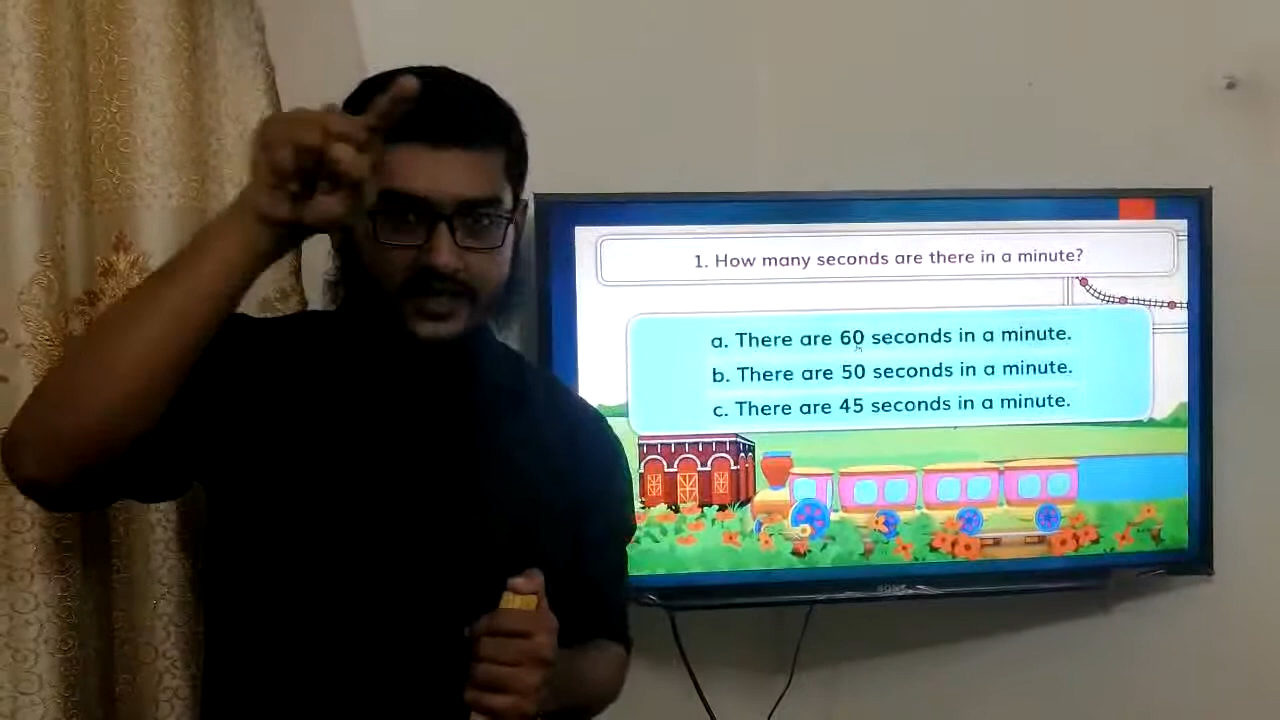 1. How many seconds are there in a minute?
a. There are 60 seconds in a minute.
b. There are 50 seconds in a minute.
c. There are 45 seconds in a minute.
SONY